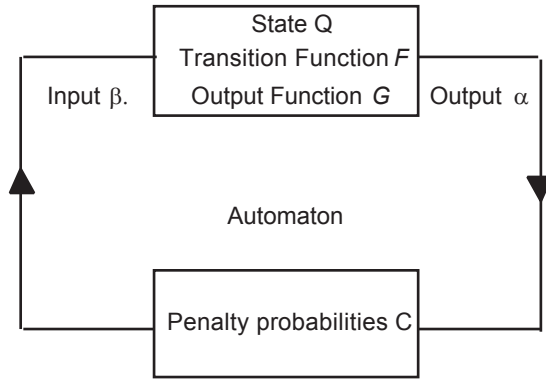 State Q
Transition Function F
Output Function G
Input β.
Output α
Automaton
Penalty probabilities C